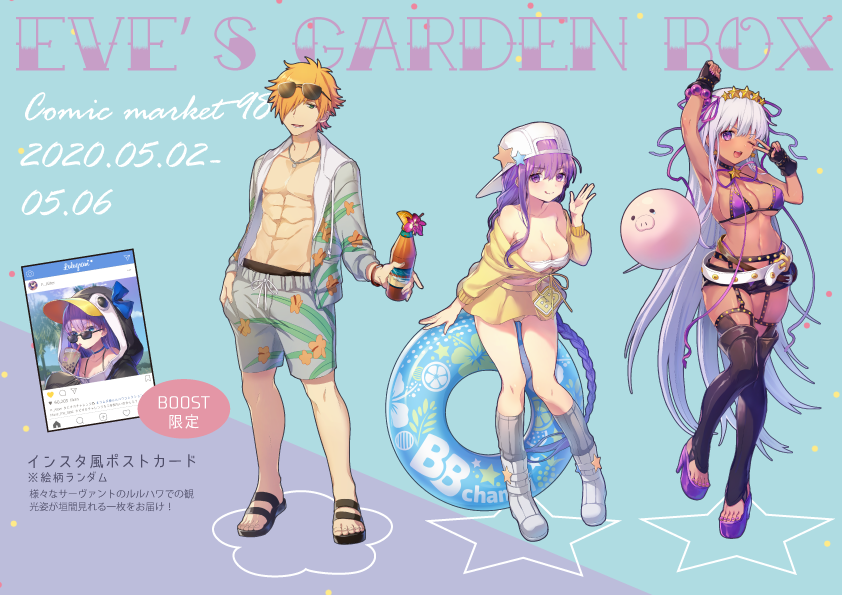 EVE'S GARDEN BOX
Comic market 98
2020.05.02-
05.06
BB
chan
BOOST
限定
インスタ風ポストカード
※絵柄ランダム
様々なサーヴァントのルルハワでの観
光姿が垣間見れる一枚をお届け！